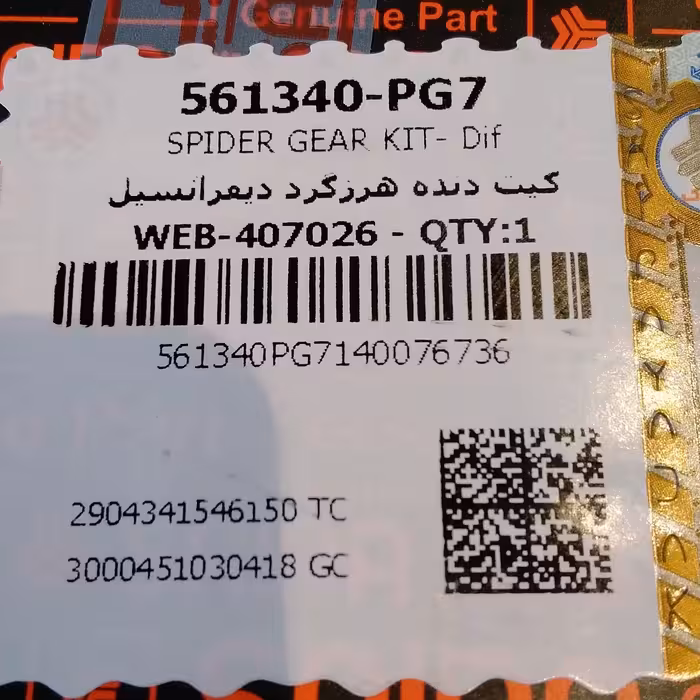 Genuine Part
561340-PG7
SPIDER GEAR KIT- Dif
کیت دنده هرزگرد دیفرانسیل
WEB-407026 - QTY:1
561340PG7140076736
2904341546150 TC
3000451030418 GC